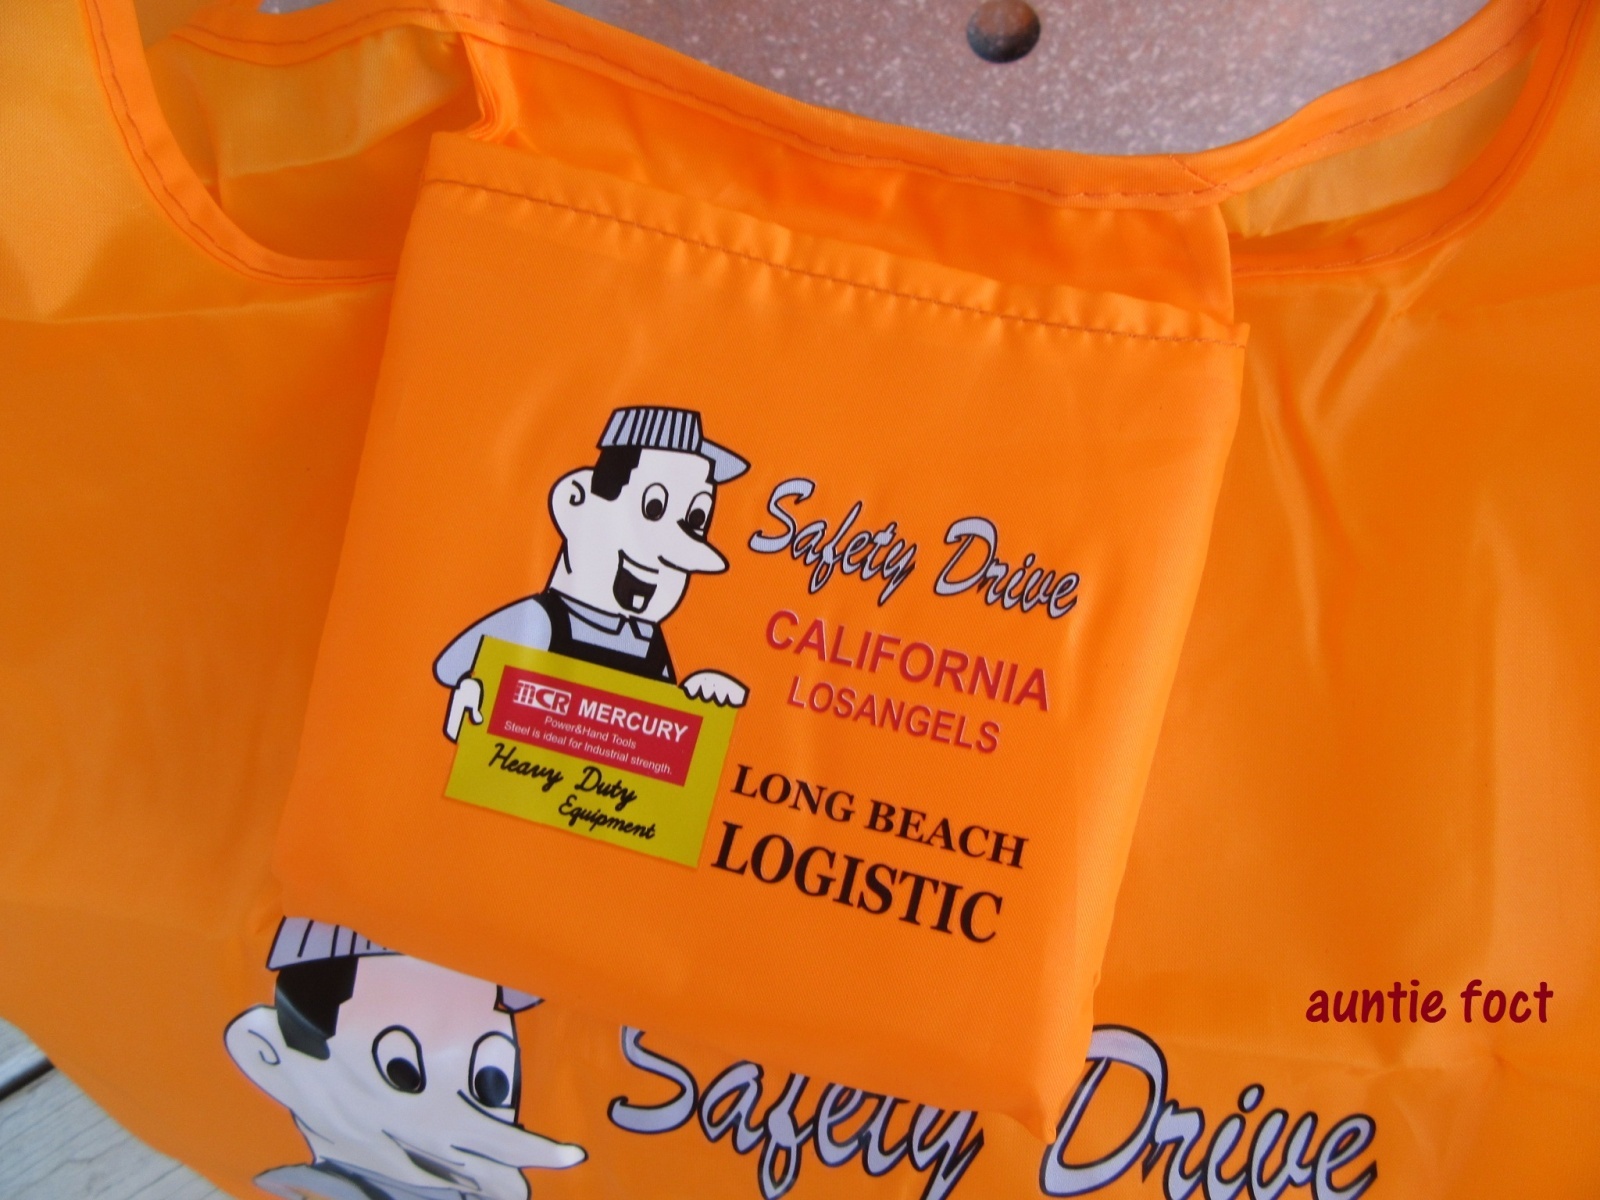 Safety Drive
CALIFORNIA
LOSANGELS
MCR MERCURY
Power&Hand Tools
Steel is ideal for Industrial strength.
Heavy Duty
Equipment
LONG BEACH
LOGISTIC
auntie foct
Safety Drive